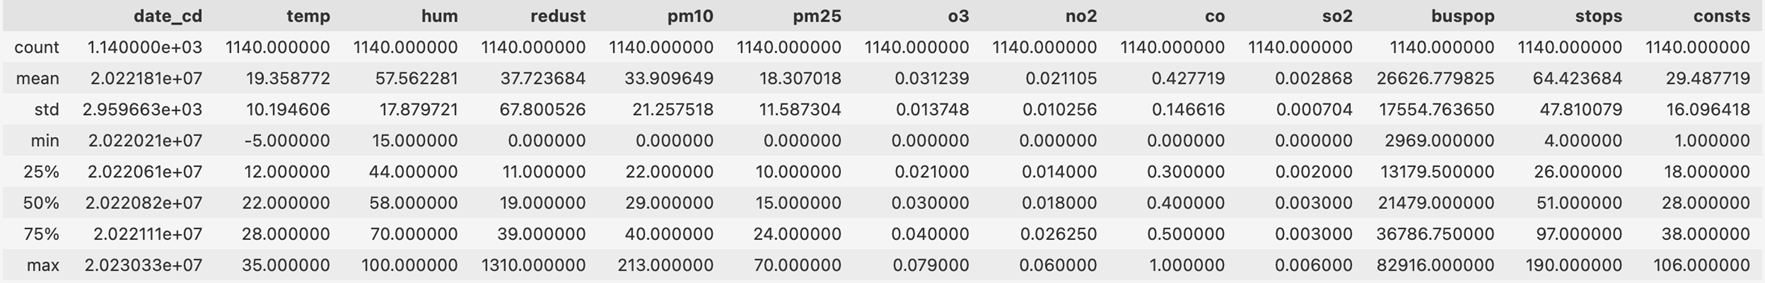 date_cd temp hum redust pm10 pm25 o3 no2 co so2 buspop stops consts
count 1.140000e+03 1140.000000 1140.000000 1140.000000 1140.000000 1140.000000 1140.000000 1140.000000 1140.000000 1140.000000 1140.000000 1140.000000 1140.000000
mean 2.022181e+07 19.358772 57.562281 37.723684 33.909649 18.307018 0.031239 0.021105 0.427719 0.002868 26626.779825 64.423684 29.487719
std 2.959663e+03 10.194606 17.879721 67.800526 21.257518 11.587304 0.013748 0.010256 0.146616 0.000704 17554.763650 47.810079 16.096418
min 2.022021e+07 -5.000000 15.000000 0.000000 0.000000 0.000000 0.000000 0.000000 0.000000 0.000000 2969.000000 4.000000 1.000000
25% 2.022061e+07 12.000000 44.000000 11.000000 22.000000 10.000000 0.021000 0.014000 0.300000 0.002000 13179.500000 26.000000 18.000000
50% 2.022082e+07 22.000000 58.000000 19.000000 29.000000 15.000000 0.030000 0.018000 0.400000 0.003000 21479.000000 51.000000 28.000000
75% 2.022111e+07 28.000000 70.000000 39.000000 40.000000 24.000000 0.040000 0.026250 0.500000 0.003000 36786.750000 97.000000 38.000000
max 2.023033e+07 35.000000 100.000000 1310.000000 213.000000 70.000000 0.079000 0.060000 1.000000 0.006000 82916.000000 190.000000 106.000000